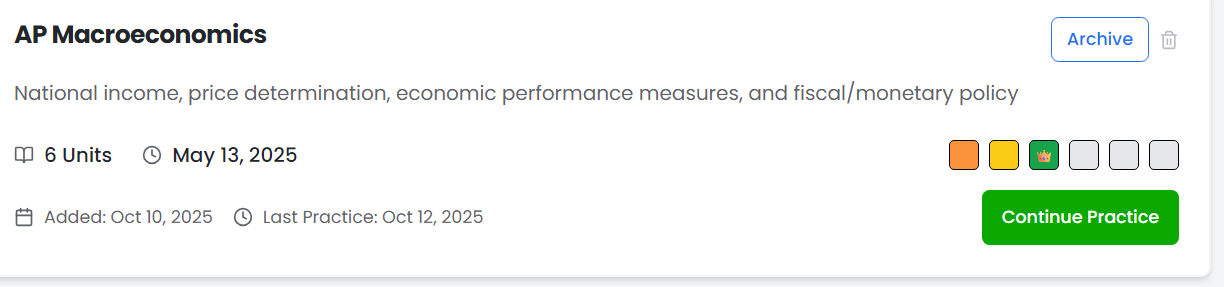 AP Macroeconomics
Archive
National income, price determination, economic performance measures, and fiscal/monetary policy
6 Units May 13, 2025
Added: Oct 10, 2025 Last Practice: Oct 12, 2025
Continue Practice